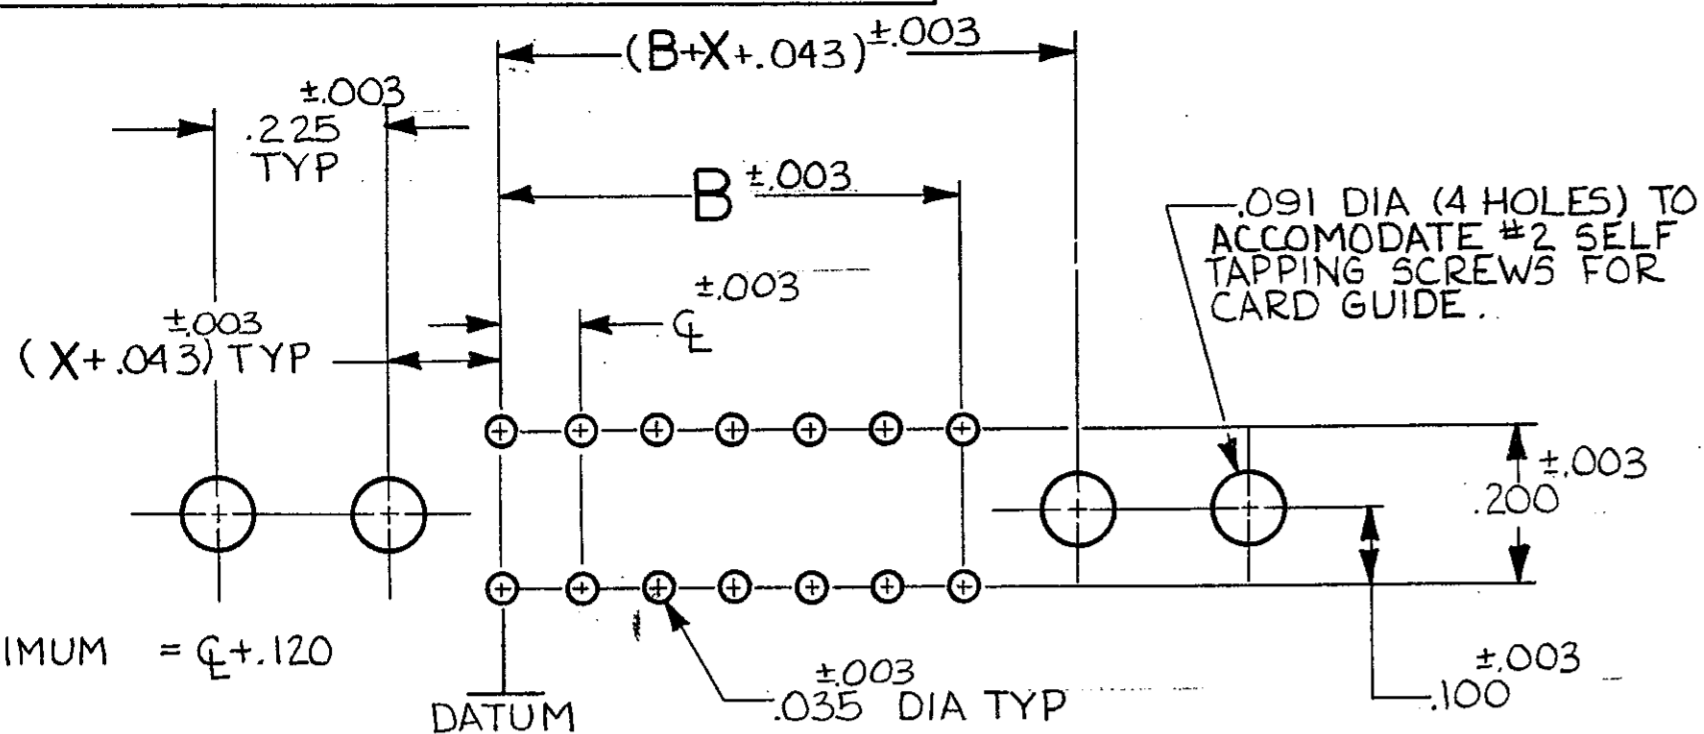 (B+X+.043)±.003
±.003
.225
TYP
B ±.003
.091 DIA (4 HOLES) TO
ACCOMODATE #2 SELF
TAPPING SCREWS FOR
CARD GUIDE.
±.003
℄
±.003
(X+.043) TYP
±.003
.200
IMUM = ℄+.120
±.003
.035 DIA TYP
±.003
.100
DATUM